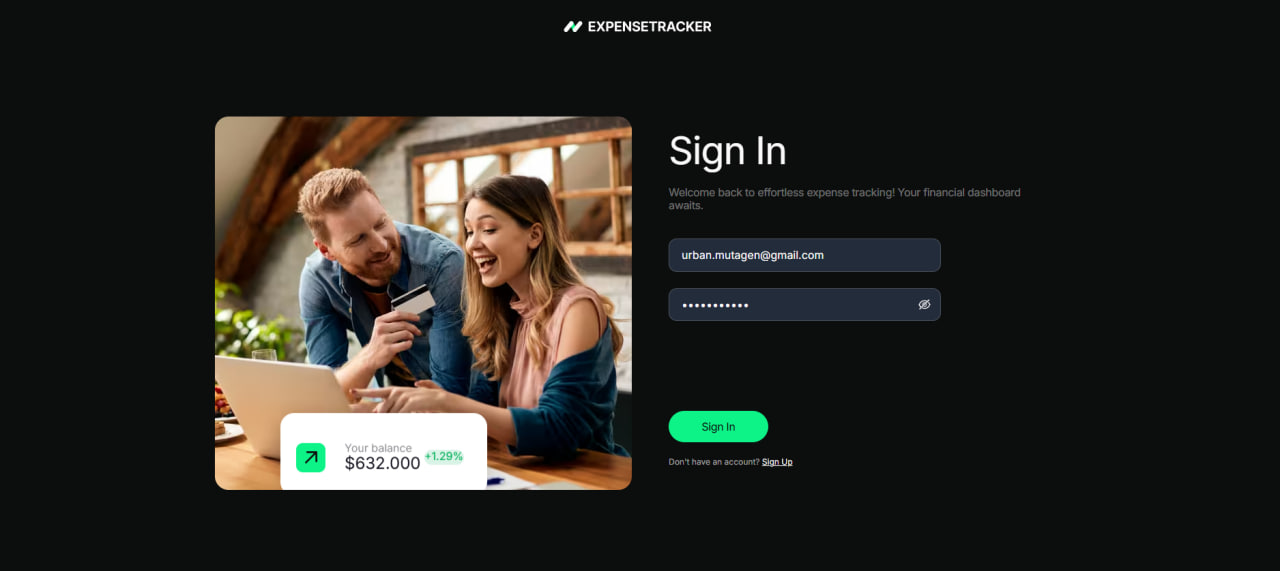 EXPENSETRACKER
Sign In
Welcome back to effortless expense tracking! Your financial dashboard
awaits.
urban.mutagen@gmail.com
•••••••••••
Sign In
Don't have an account? Sign Up
Your balance
$632.000 +1.29%